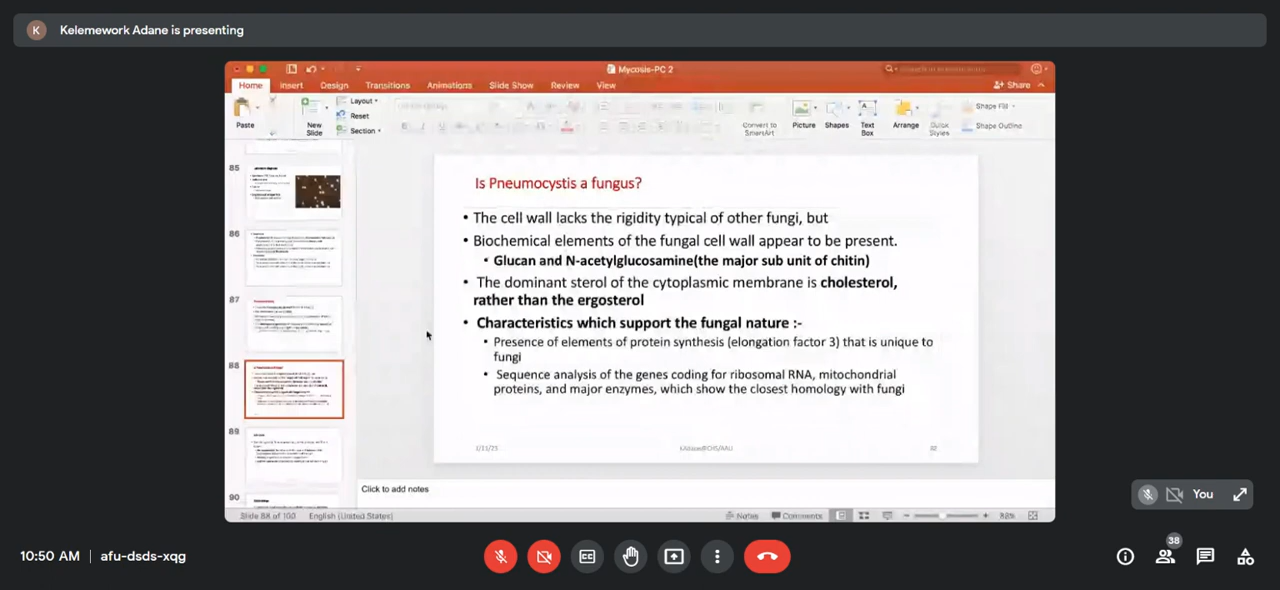 K Kelemework Adane is presenting
Mycosis-PC 2
Home Insert Design Transitions Animations Slide Show Review View Share
Paste
New Slide
Layout
Reset
Section
Convert to SmartArt
Picture
Shapes
Text Box
Arrange
Quick Styles
Shape Fill
Shape Outline
85
86
87
88
89
90
Is Pneumocystis a fungus?
• The cell wall lacks the rigidity typical of other fungi, but
• Biochemical elements of the fungal cell wall appear to be present.
• Glucan and N-acetylglucosamine(the major sub unit of chitin)
• The dominant sterol of the cytoplasmic membrane is cholesterol,
rather than the ergosterol
• Characteristics which support the fungal nature :-
• Presence of elements of protein synthesis (elongation factor 3) that is unique to
fungi
• Sequence analysis of the genes coding for ribosomal RNA, mitochondrial
proteins, and major enzymes, which show the closest homology with fungi
Click to add notes
Slide 88 of 100 English (United States) Notes Comments 88%
You
10:50 AM | afu-dsds-xqg
38